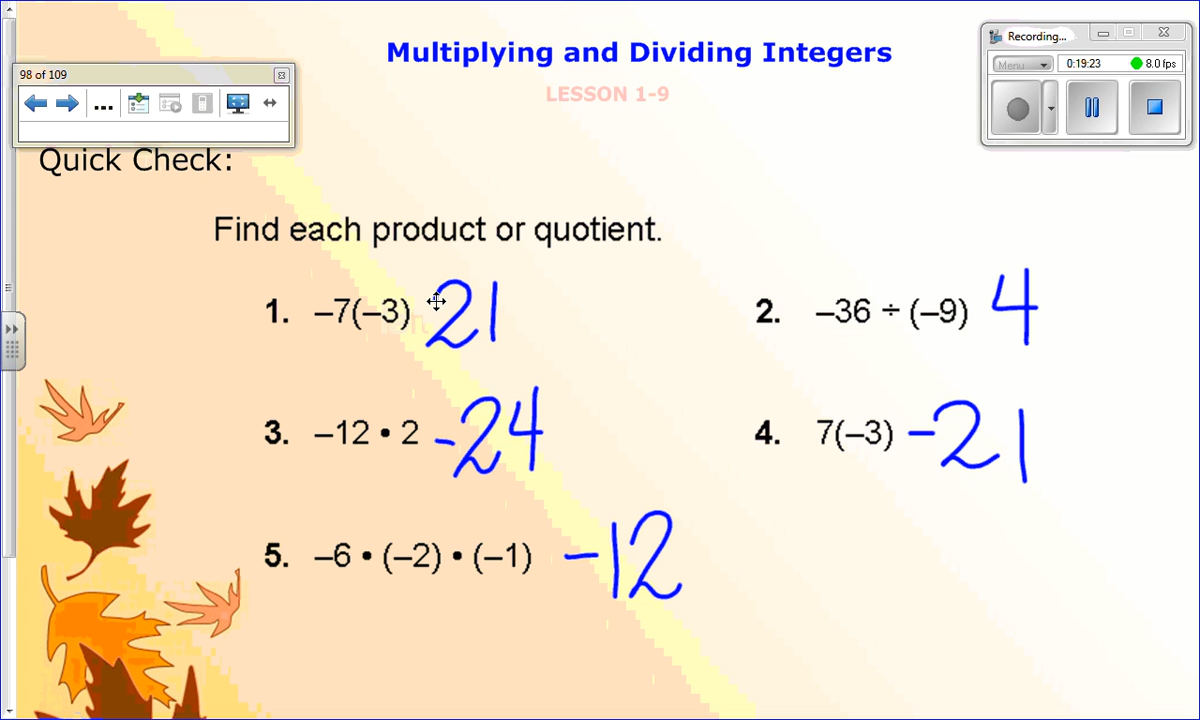 Multiplying and Dividing Integers
LESSON 1-9
Recording...
Menu
0:19:23
8.0 fps
98 of 109
...
Quick Check:
Find each product or quotient.
1. –7(–3) 21
2. –36 ÷ (–9) 4
3. –12 • 2 -24
4. 7(–3) -21
5. –6 • (–2) • (–1) -12